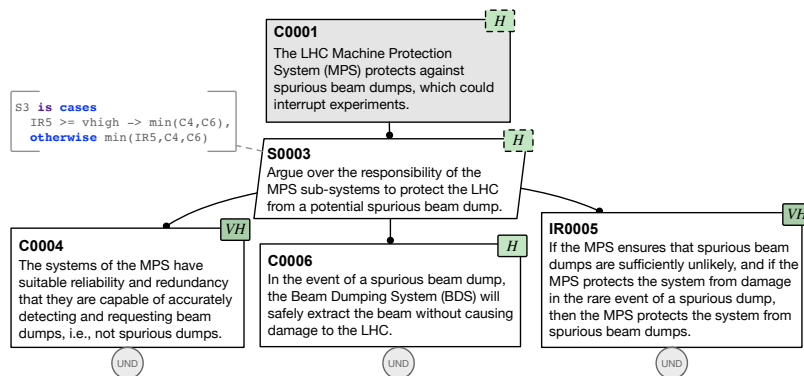 C0001
H
The LHC Machine Protection
System (MPS) protects against
spurious beam dumps, which could
interrupt experiments.
S3 is cases
IR5 >= vhigh -> min(C4,C6),
otherwise min(IR5,C4,C6)
S0003
H
Argue over the responsibility of the
MPS sub-systems to protect the LHC
from a potential spurious beam dump.
C0004
VH
The systems of the MPS have
suitable reliability and redundancy
that they are capable of accurately
detecting and requesting beam
dumps, i.e., not spurious dumps.
UND
C0006
H
In the event of a spurious beam dump,
the Beam Dumping System (BDS) will
safely extract the beam without causing
damage to the LHC.
UND
IR0005
VH
If the MPS ensures that spurious beam
dumps are sufficiently unlikely, and if the
MPS protects the system from damage
in the rare event of a spurious dump,
then the MPS protects the system from
spurious beam dumps.
UND